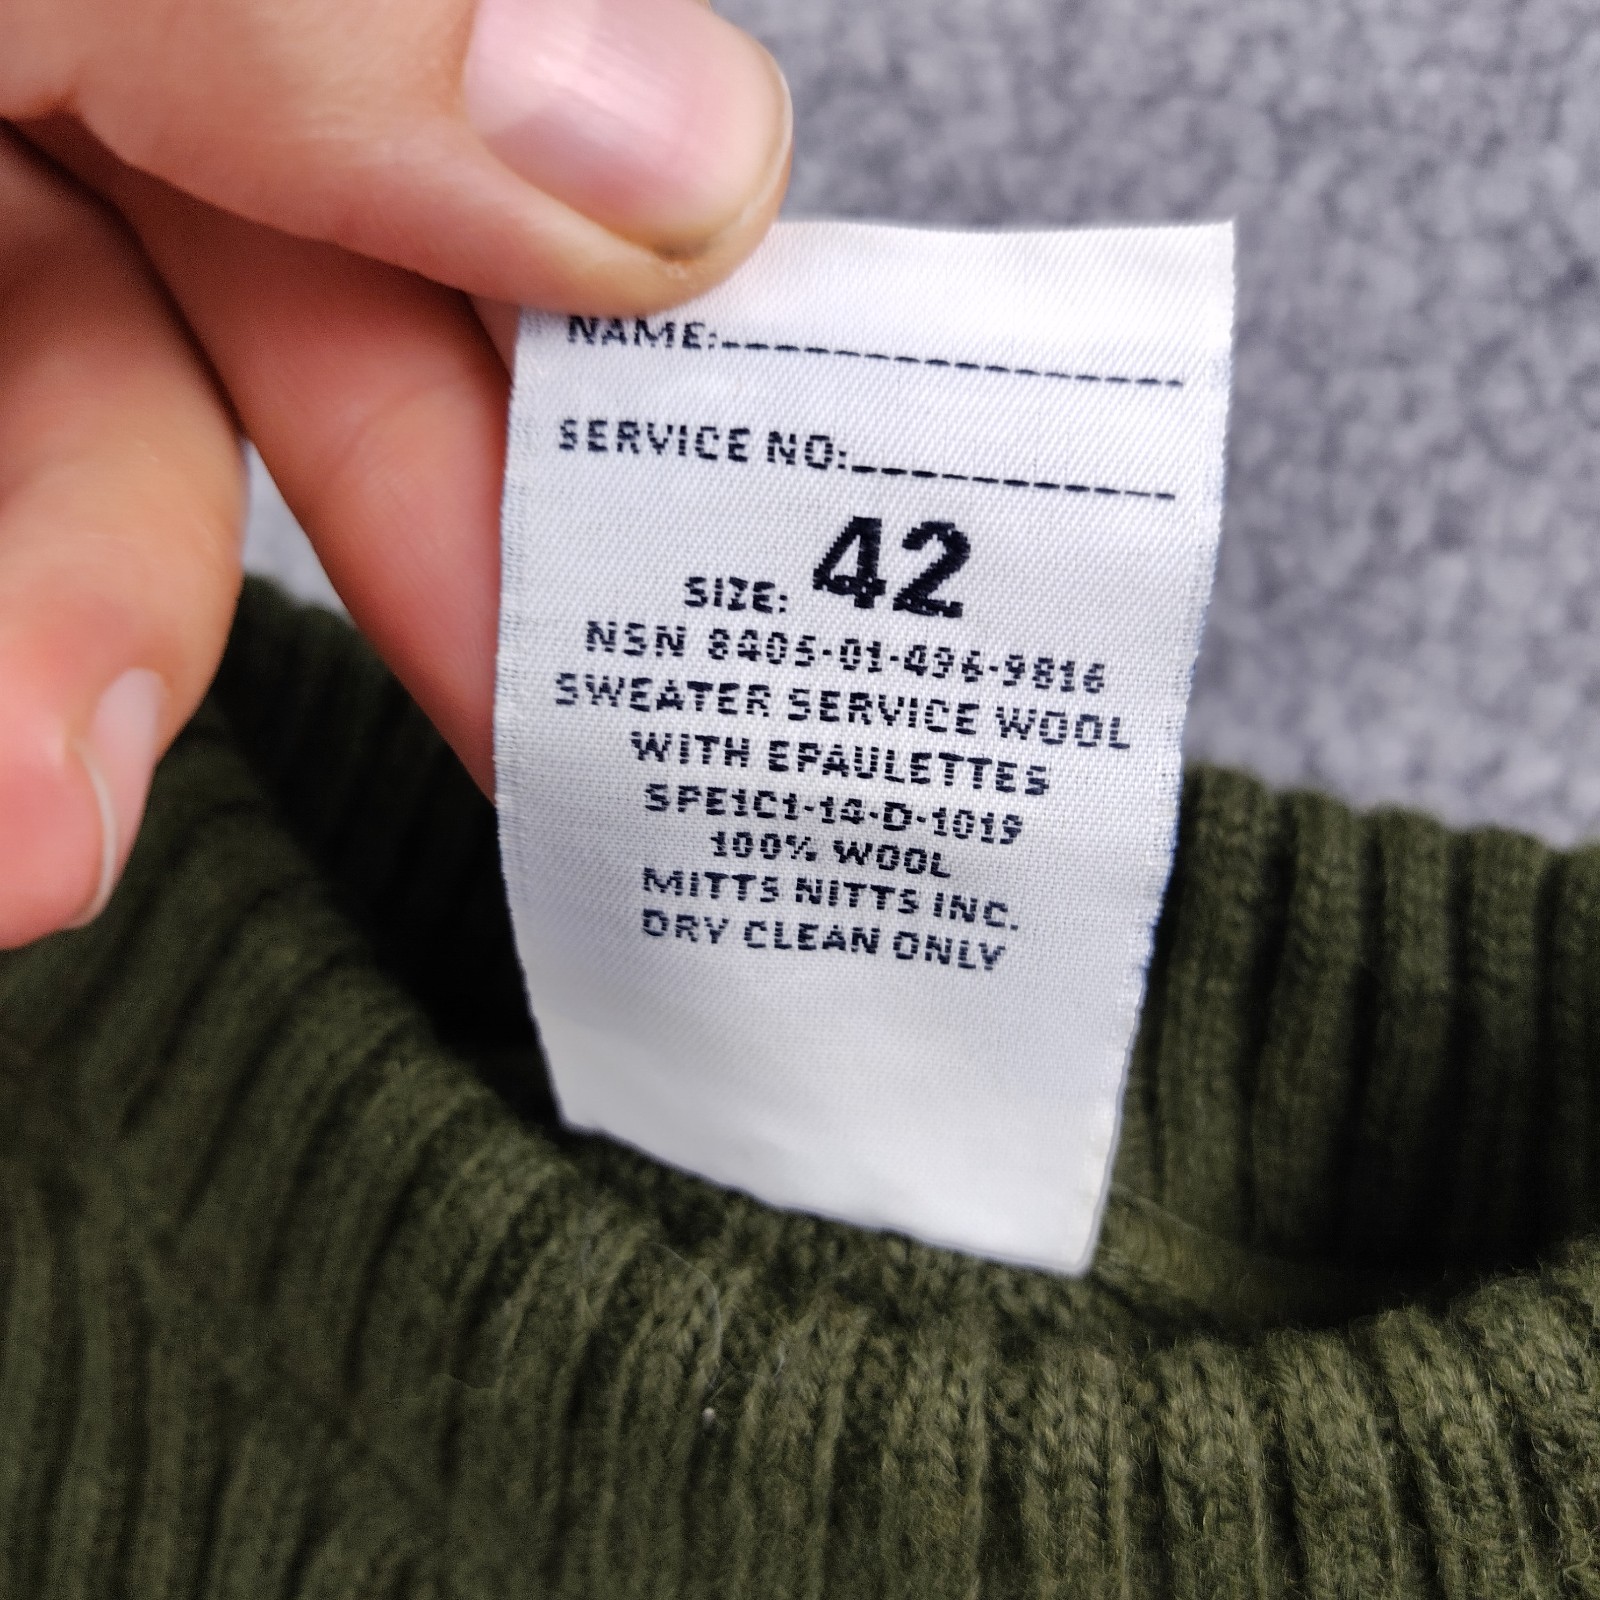 NAME:
SERVICE NO:
SIZE: 42
NSN 8405-01-496-9816
SWEATER SERVICE WOOL
WITH EPAULETTES
SPE1C1-14-D-1019
100% WOOL
MITTS NITTS INC.
DRY CLEAN ONLY